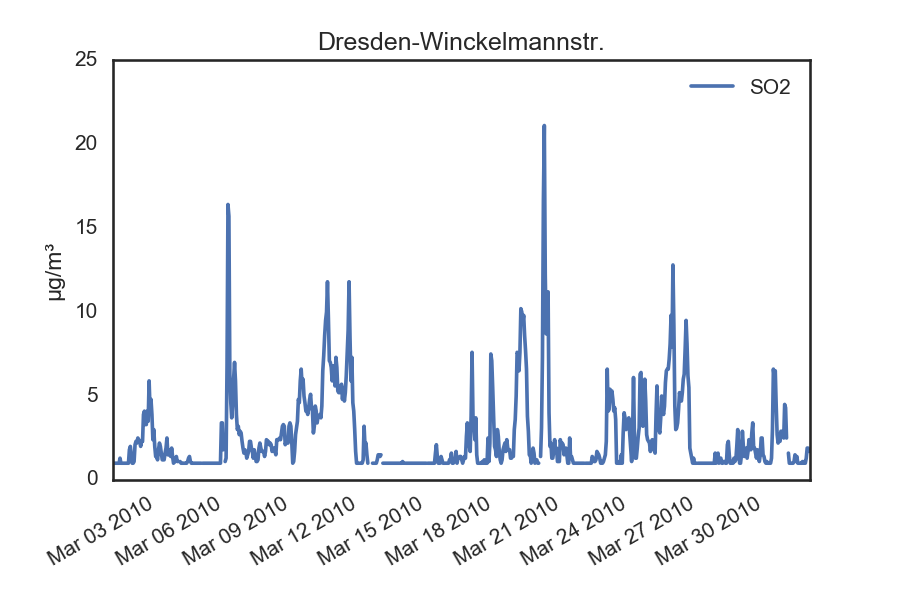 Dresden-Winckelmannstr.
25
20
15
10
5
0
µg/m³
SO2
Mar 03 2010
Mar 06 2010
Mar 09 2010
Mar 12 2010
Mar 15 2010
Mar 18 2010
Mar 21 2010
Mar 24 2010
Mar 27 2010
Mar 30 2010